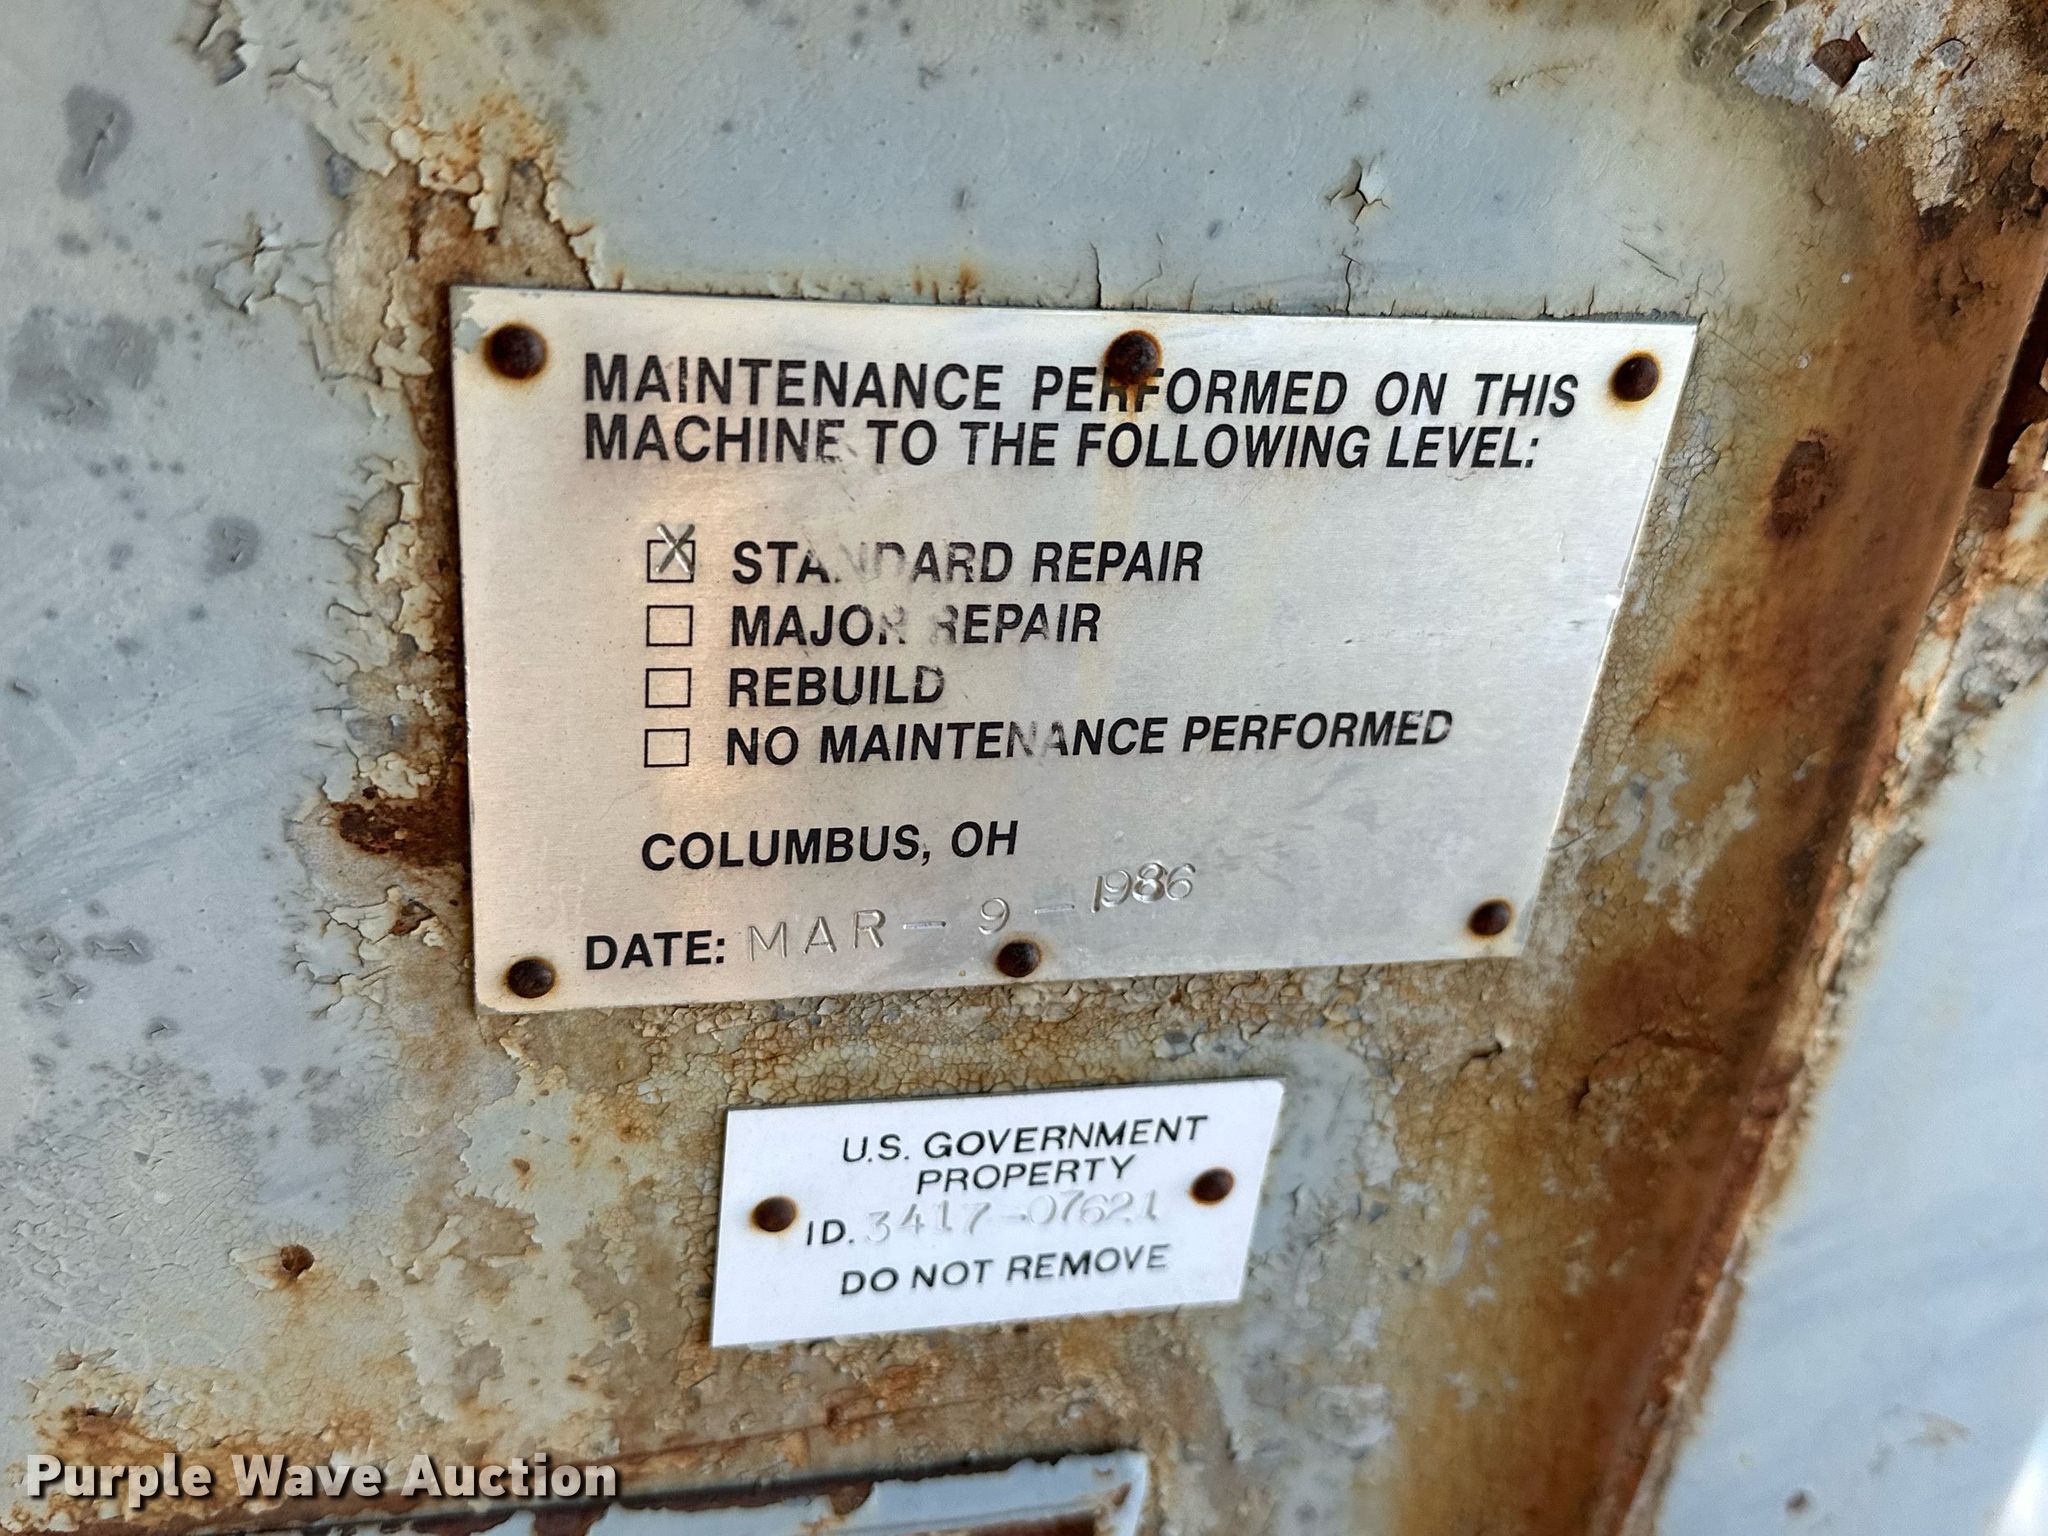 MAINTENANCE PERFORMED ON THIS
MACHINE TO THE FOLLOWING LEVEL:
X STANDARD REPAIR
MAJOR REPAIR
REBUILD
NO MAINTENANCE PERFORMED
COLUMBUS, OH
DATE: MAR-9-1986
U.S. GOVERNMENT
PROPERTY
ID. 3417-07621
DO NOT REMOVE
Purple Wave Auction